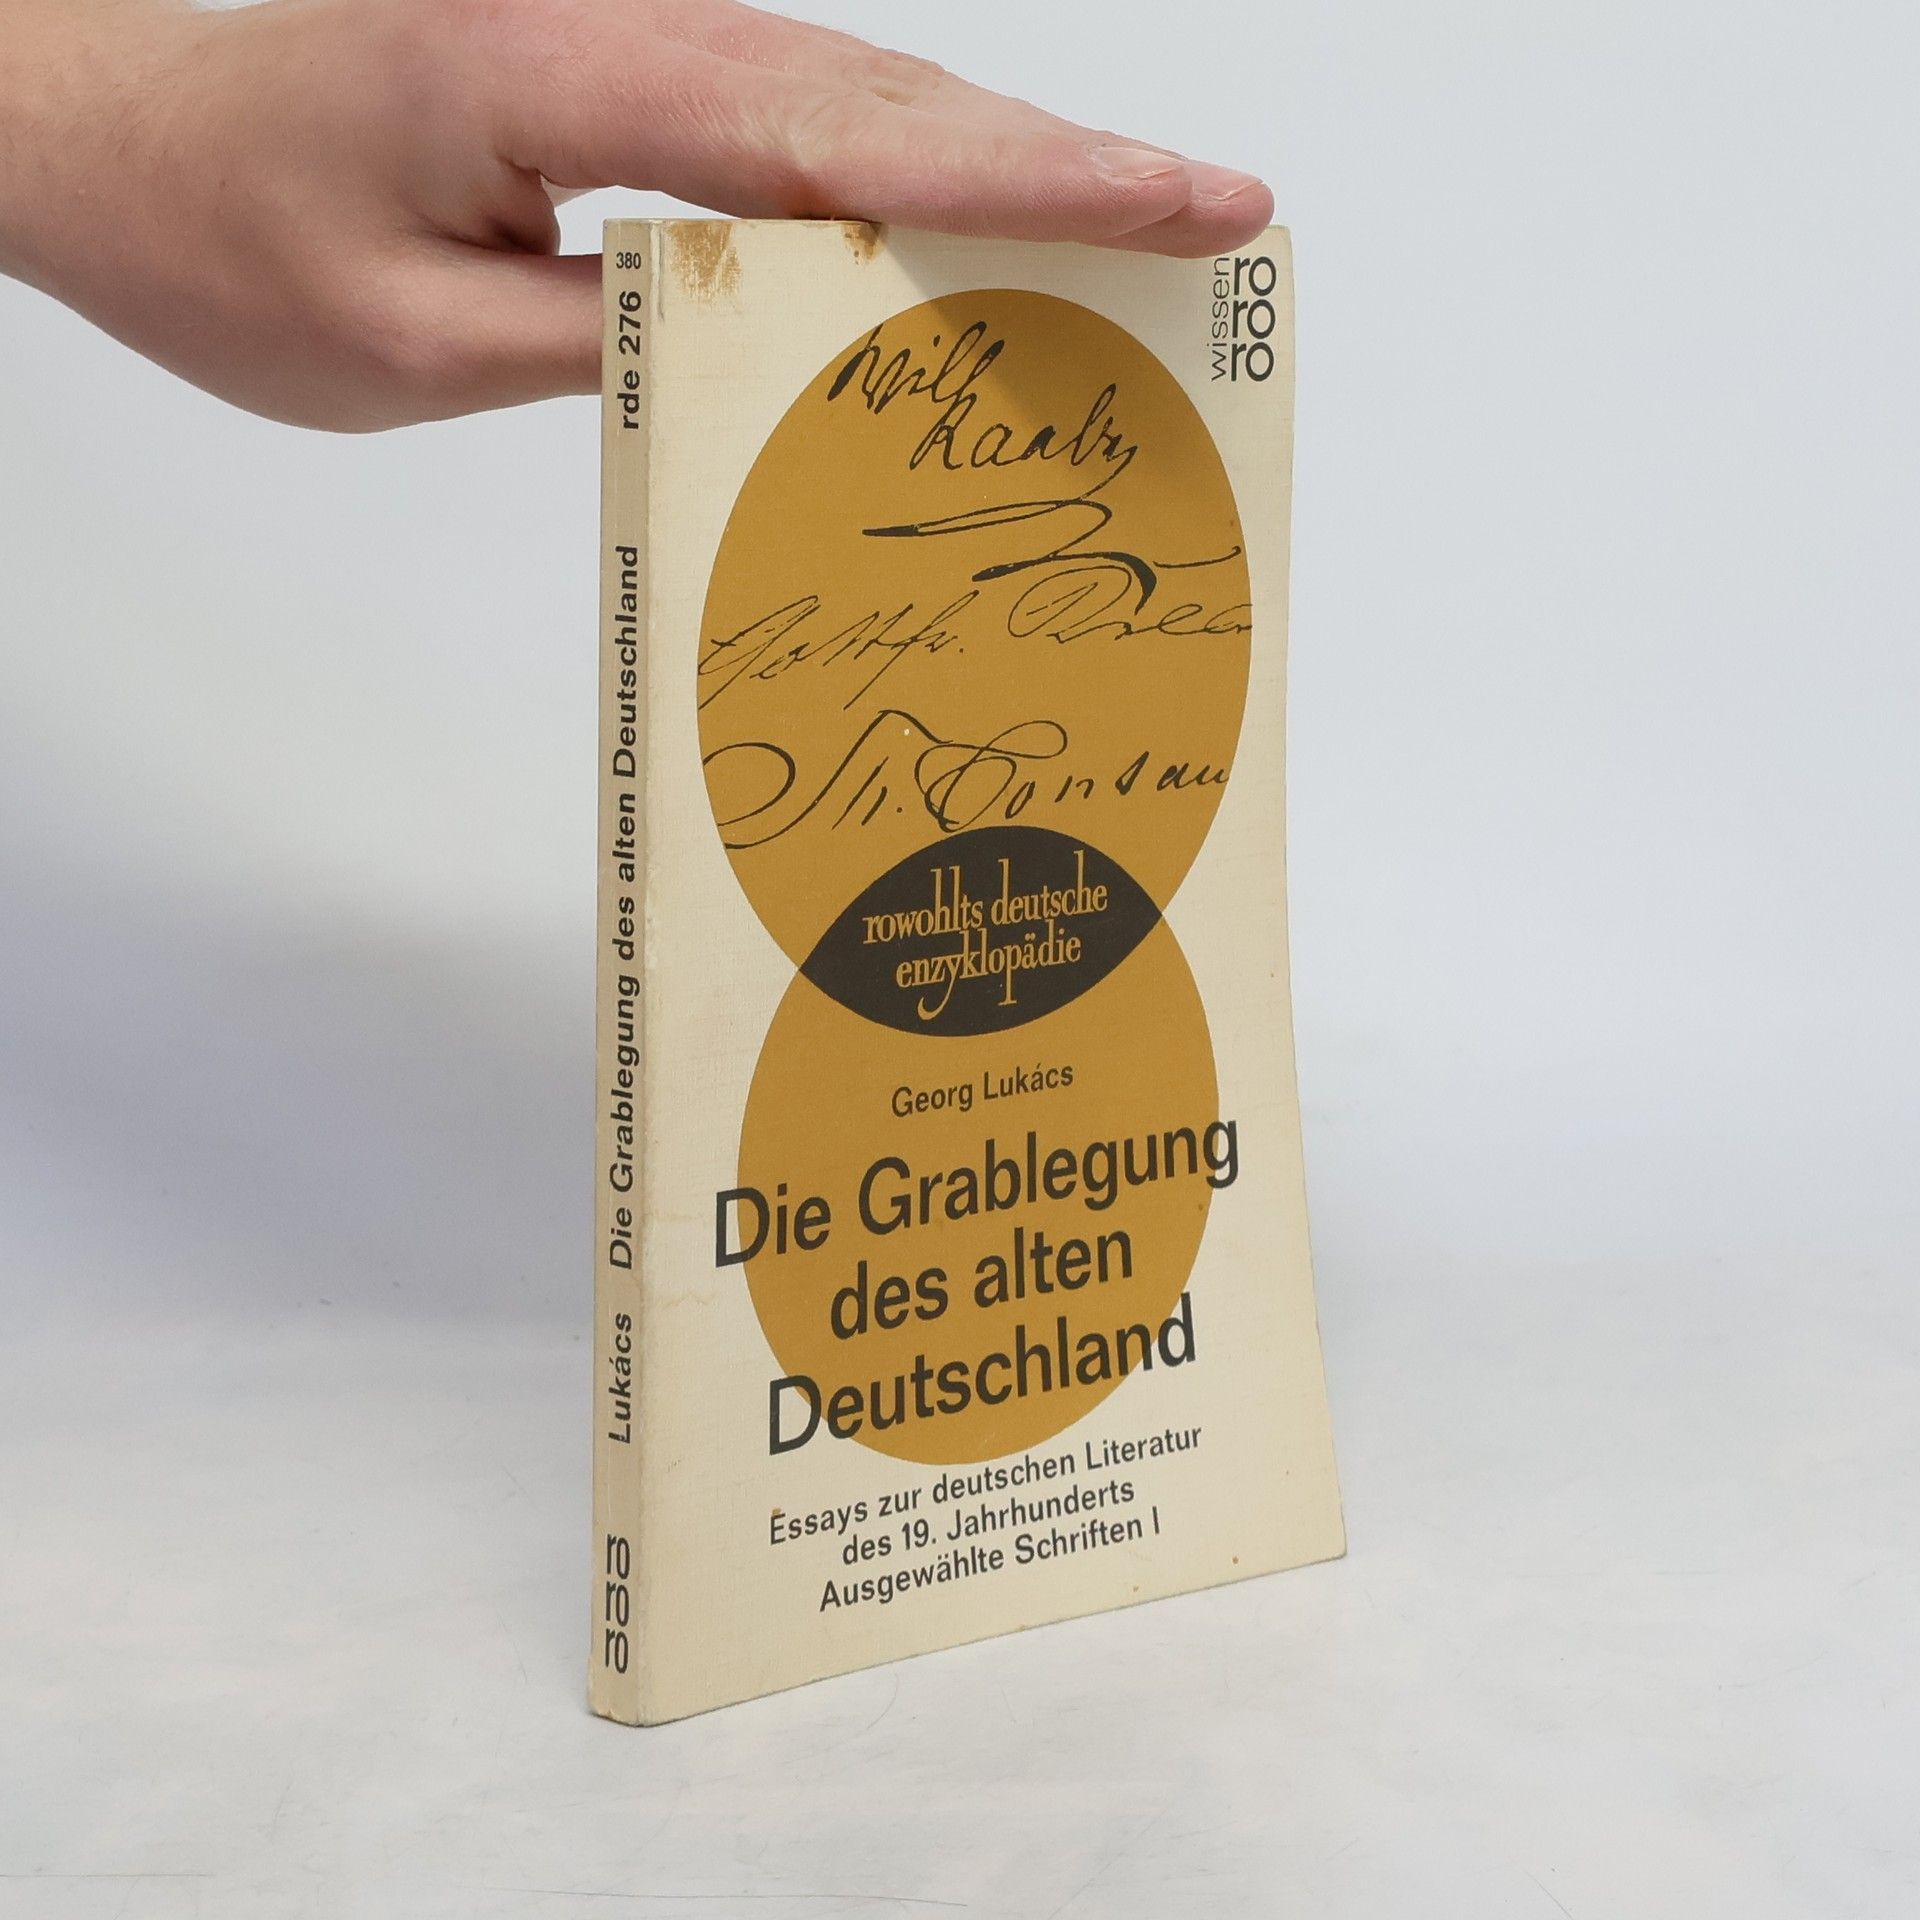 380
rde 276
Lukács Die Grablegung des alten Deutschland
ro
ro
ro
wissen
ro
ro
ro
Wilh
Raabe
Gottfr. Keller
Th. Fontane
rowohlts deutsche
enzyklopädie
Georg Lukács
Die Grablegung
des alten
Deutschland
Essays zur deutschen Literatur
des 19. Jahrhunderts
Ausgewählte Schriften I